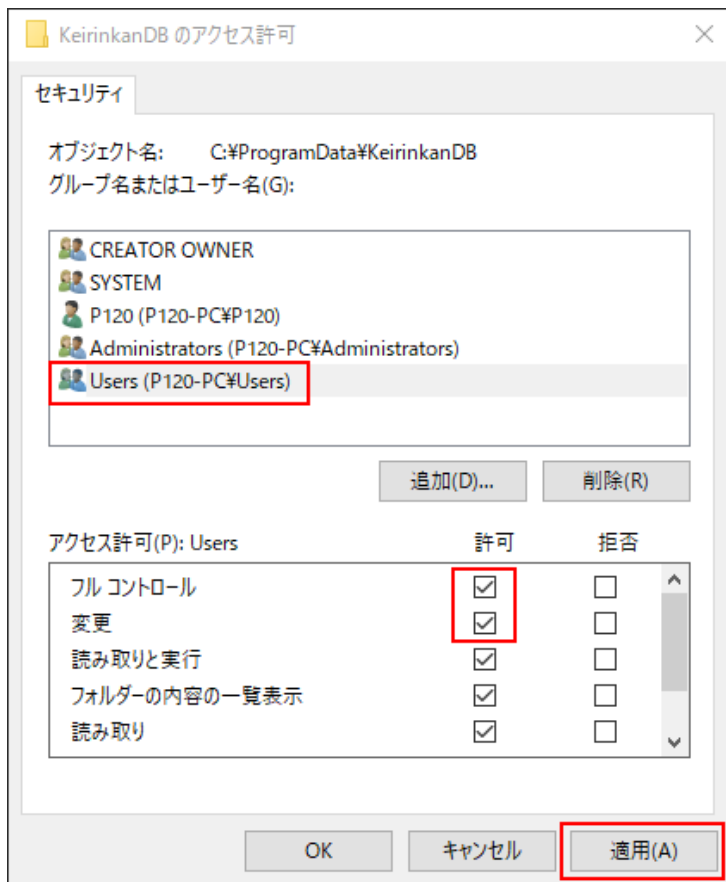 KeirinkanDB のアクセス許可
セキュリティ
オブジェクト名: C:¥ProgramData¥KeirinkanDB
グループ名またはユーザー名(G):
CREATOR OWNER
SYSTEM
P120 (P120-PC¥P120)
Administrators (P120-PC¥Administrators)
Users (P120-PC¥Users)
追加(D)... 削除(R)
アクセス許可(P): Users 許可 拒否
フル コントロール
変更
読み取りと実行
フォルダーの内容の一覧表示
読み取り
OK キャンセル 適用(A)